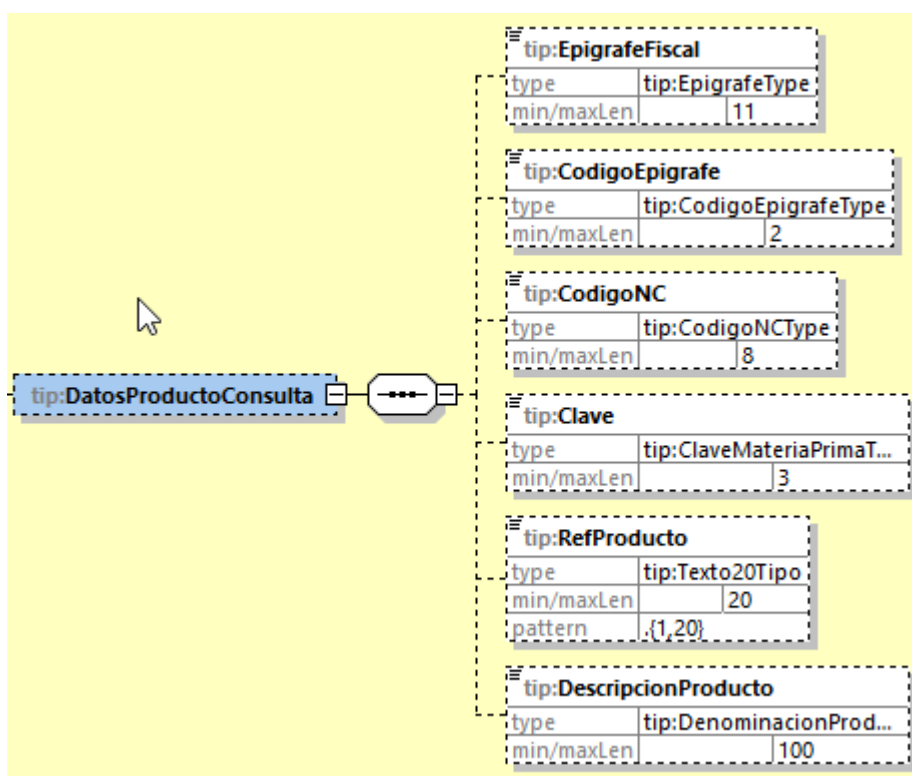 tip:EpigrafeFiscal
type tip:EpigrafeType
min/maxLen 11
tip:CodigoEpigrafe
type tip:CodigoEpigrafeType
min/maxLen 2
tip:CodigoNC
type tip:CodigoNCType
min/maxLen 8
tip:DatosProductoConsulta
tip:Clave
type tip:ClaveMateriaPrimaT...
min/maxLen 3
tip:RefProducto
type tip:Texto20Tipo
min/maxLen 20
pattern .{1,20}
tip:DescripcionProducto
type tip:DenominacionProd...
min/maxLen 100